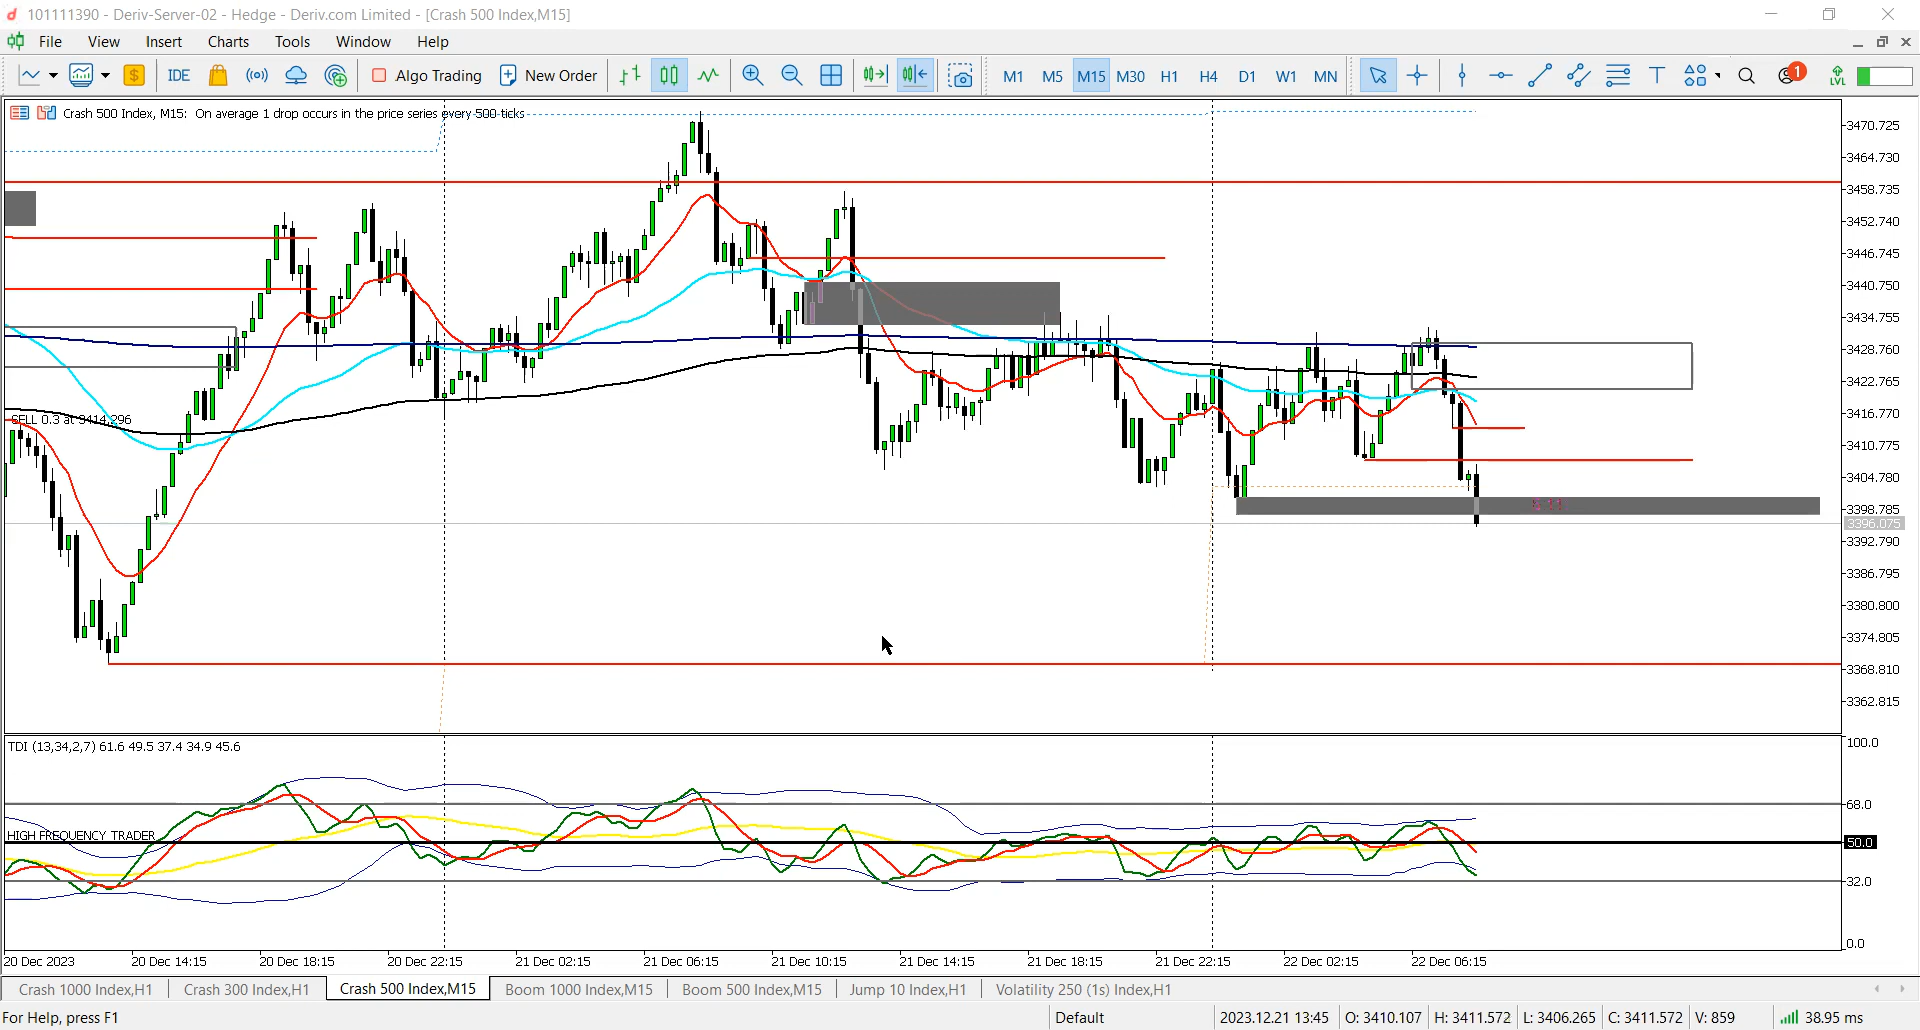 101111390 - Deriv-Server-02 - Hedge - Deriv.com Limited - [Crash 500 Index,M15]
File View Insert Charts Tools Window Help
IDE Algo Trading New Order M1 M5 M15 M30 H1 H4 D1 W1 MN T 1 LVL
Crash 500 Index, M15: On average 1 drop occurs in the price series every 500 ticks
3470.725
3464.730
3458.735
3452.740
3446.745
3440.750
3434.755
3428.760
3422.765
3416.770
SELL 0.3 at 3414.296
3410.775
3404.780
3398.785
3396.075
3392.790
3386.795
3380.800
3374.805
3368.810
3362.815
TDI (13,34,2,7) 61.6 49.5 37.4 34.9 45.6
100.0
68.0
HIGH FREQUENCY TRADER
50.0
32.0
0.0
20 Dec 2023 20 Dec 14:15 20 Dec 18:15 20 Dec 22:15 21 Dec 02:15 21 Dec 06:15 21 Dec 10:15 21 Dec 14:15 21 Dec 18:15 21 Dec 22:15 22 Dec 02:15 22 Dec 06:15
Crash 1000 Index,H1 Crash 300 Index,H1 Crash 500 Index,M15 Boom 1000 Index,M15 Boom 500 Index,M15 Jump 10 Index,H1 Volatility 250 (1s) Index,H1
For Help, press F1 Default 2023.12.21 13:45 O: 3410.107 H: 3411.572 L: 3406.265 C: 3411.572 V: 859 38.95 ms